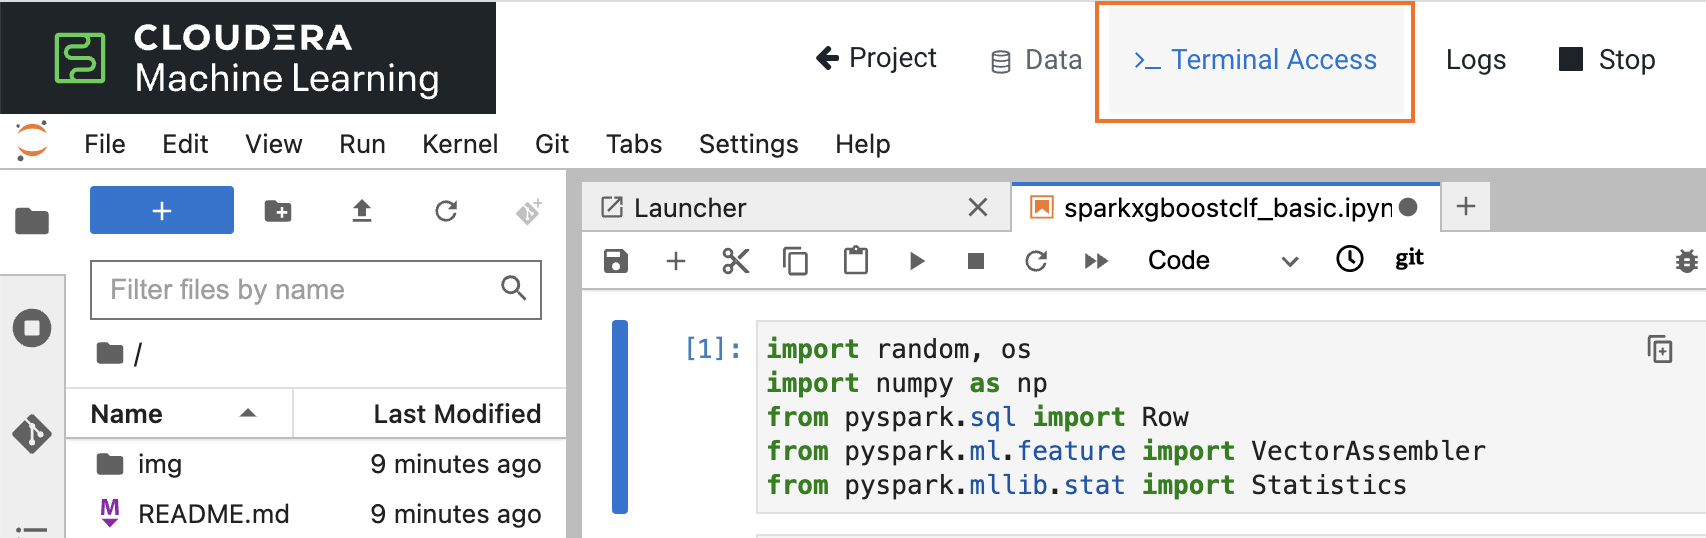 CLOUDERA
Machine Learning
Project
Data
>_ Terminal Access
Logs
Stop
File Edit View Run Kernel Git Tabs Settings Help
+
Filter files by name
/
Name Last Modified
img 9 minutes ago
M README.md 9 minutes ago
Launcher
sparkxgboostclf_basic.ipyn
Code
git
[1]:
import random, os
import numpy as np
from pyspark.sql import Row
from pyspark.ml.feature import VectorAssembler
from pyspark.mllib.stat import Statistics